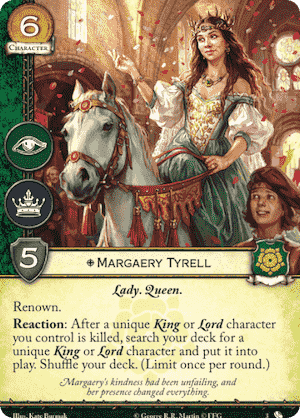 6
Character
5
Margaery Tyrell
Lady. Queen.
Renown.
Reaction: After a unique King or Lord character
you control is killed, search your deck for a
unique King or Lord character and put it into
play. Shuffle your deck. (Limit once per round.)
Margaery's kindness had been unfailing, and
her presence changed everything.
Illus. Kate Burmak
© George R.R. Martin © FFG